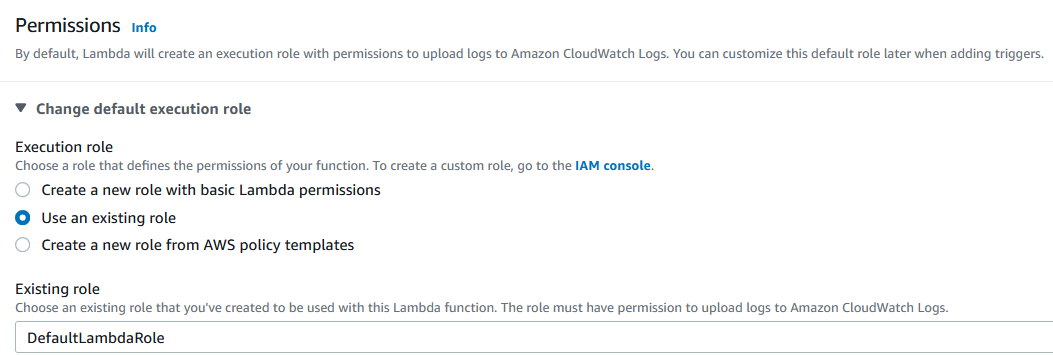 Permissions Info
By default, Lambda will create an execution role with permissions to upload logs to Amazon CloudWatch Logs. You can customize this default role later when adding triggers.
Change default execution role
Execution role
Choose a role that defines the permissions of your function. To create a custom role, go to the IAM console.
Create a new role with basic Lambda permissions
Use an existing role
Create a new role from AWS policy templates
Existing role
Choose an existing role that you've created to be used with this Lambda function. The role must have permission to upload logs to Amazon CloudWatch Logs.
DefaultLambdaRole